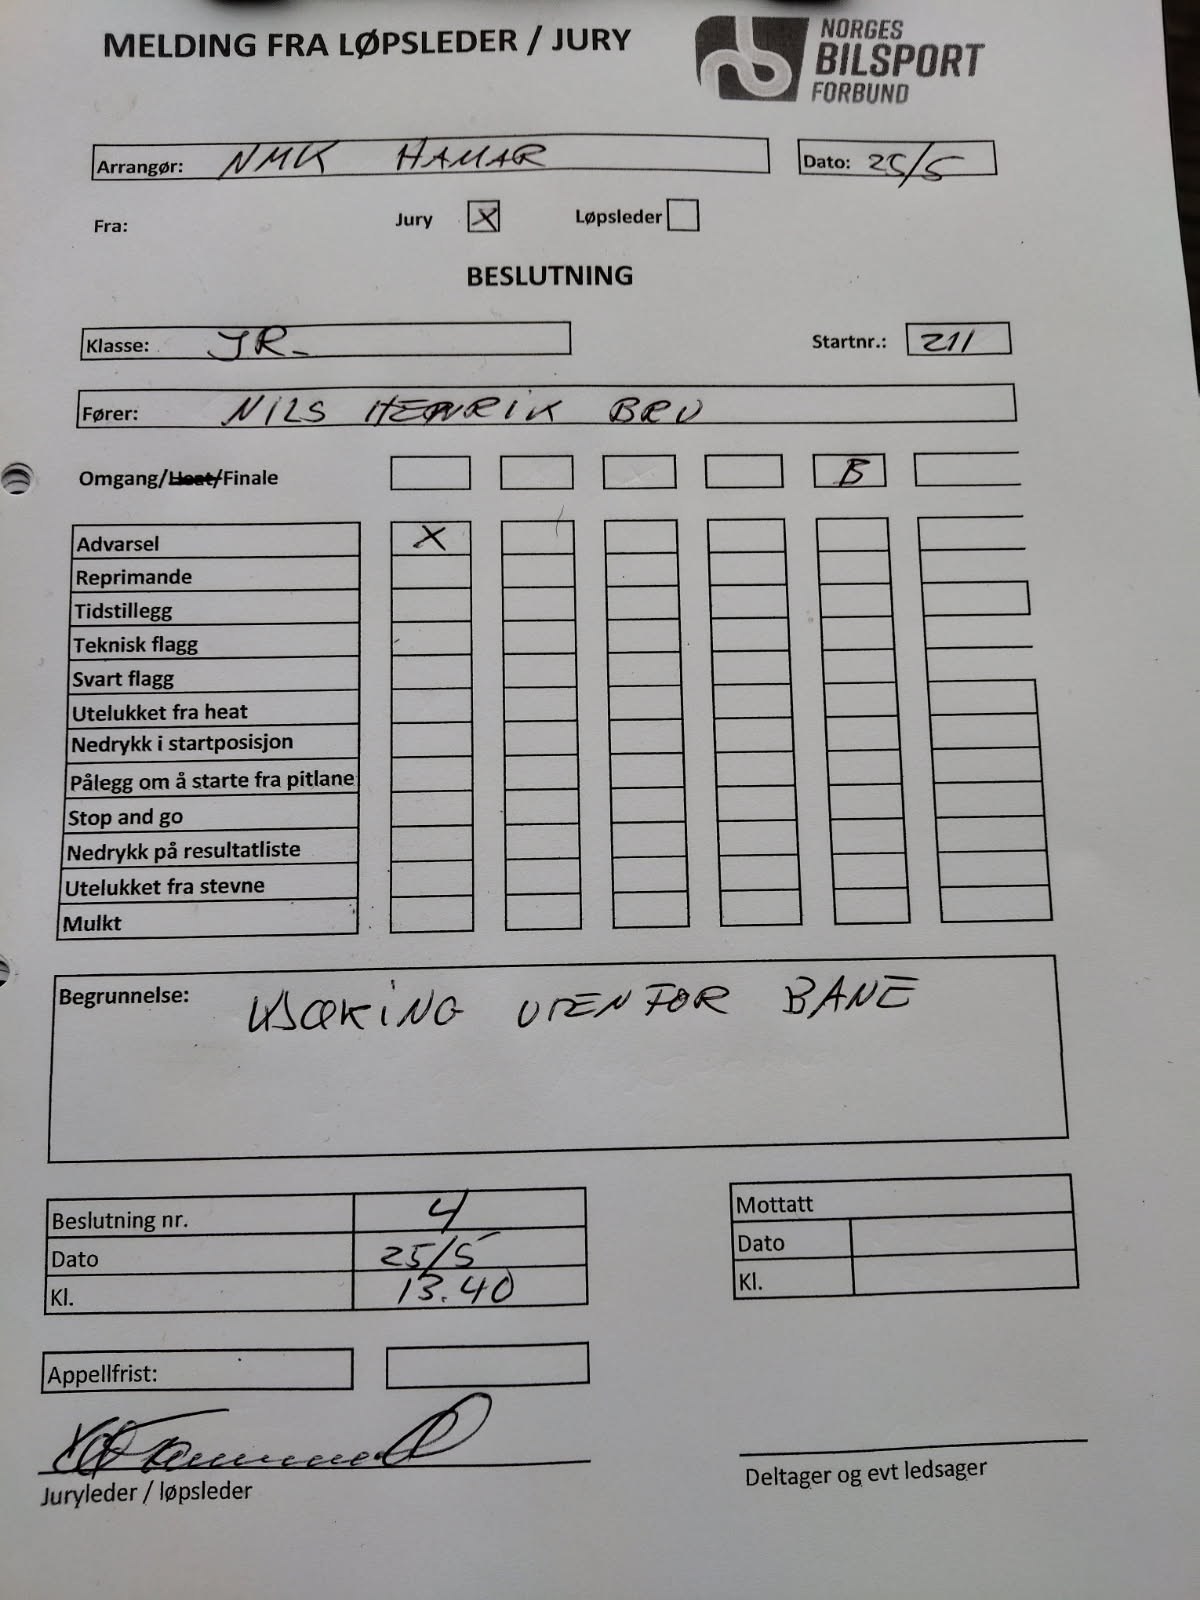 MELDING FRA LØPSLEDER / JURY
NORGES
BILSPORT
FORBUND
Arrangør: NMK HAMAR
Dato: 25/5
Fra: Jury X Løpsleder
BESLUTNING
Klasse: JR.
Startnr.: 211
Fører: NILS HENRIK BRU
Omgang/Heat/Finale B
Advarsel X
Reprimande
Tidstillegg
Teknisk flagg
Svart flagg
Utelukket fra heat
Nedrykk i startposisjon
Pålegg om å starte fra pitlane
Stop and go
Nedrykk på resultatliste
Utelukket fra stevne
Mulkt
Begrunnelse: UTENFOR BANE
Beslutning nr. 4
Dato 25/5
Kl. 13.40
Mottatt
Dato
Kl.
Appellfrist:
Juryleder / løpsleder
Deltager og evt ledsager